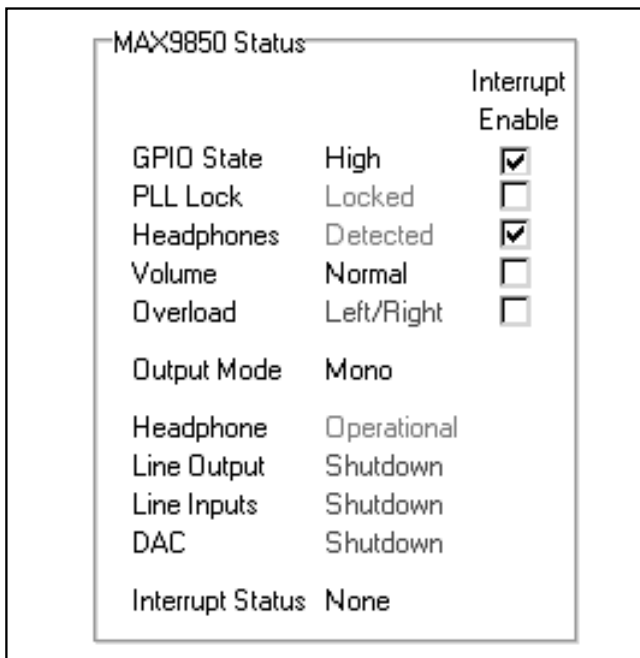 MAX9850 Status
Interrupt
Enable
GPIO State High
PLL Lock Locked
Headphones Detected
Volume Normal
Overload Left/Right
Output Mode Mono
Headphone Operational
Line Output Shutdown
Line Inputs Shutdown
DAC Shutdown
Interrupt Status None